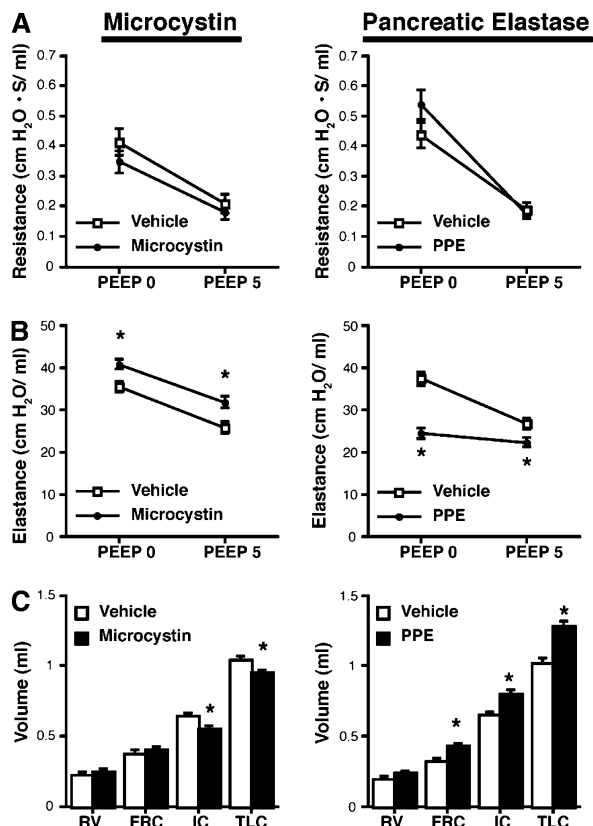 Microcystin
Pancreatic Elastase
A
Resistance (cm H2O · S/ ml)
0.7
0.6
0.5
0.4
0.3
0.2
0.1
0
Vehicle
Microcystin
PEEP 0 PEEP 5
Resistance (cm H2O · S/ ml)
0.7
0.6
0.5
0.4
0.3
0.2
0.1
0
Vehicle
PPE
PEEP 0 PEEP 5
B
Elastance (cm H2O/ ml)
50
40
30
20
10
0
* *
Vehicle
Microcystin
PEEP 0 PEEP 5
Elastance (cm H2O/ ml)
50
40
30
20
10
0
* *
Vehicle
PPE
PEEP 0 PEEP 5
C
Volume (ml)
1.5
1
0.5
0
Vehicle
Microcystin
* *
RV FRC IC TLC
Volume (ml)
1.5
1
0.5
0
Vehicle
PPE
* * *
RV FRC IC TLC